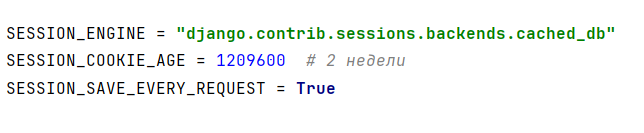 SESSION_ENGINE = "django.contrib.sessions.backends.cached_db"
SESSION_COOKIE_AGE = 1209600  # 2 недели
SESSION_SAVE_EVERY_REQUEST = True